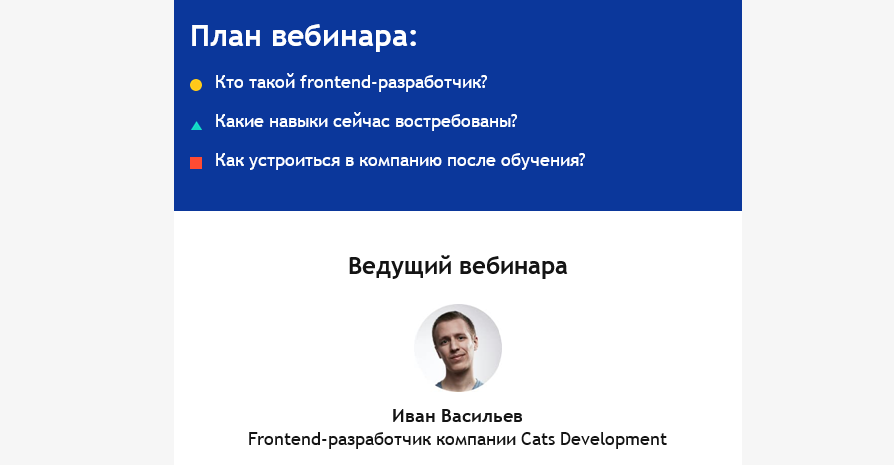 План вебинара:
Кто такой frontend-разработчик?
Какие навыки сейчас востребованы?
Как устроиться в компанию после обучения?
Ведущий вебинара
Иван Васильев
Frontend-разработчик компании Cats Development